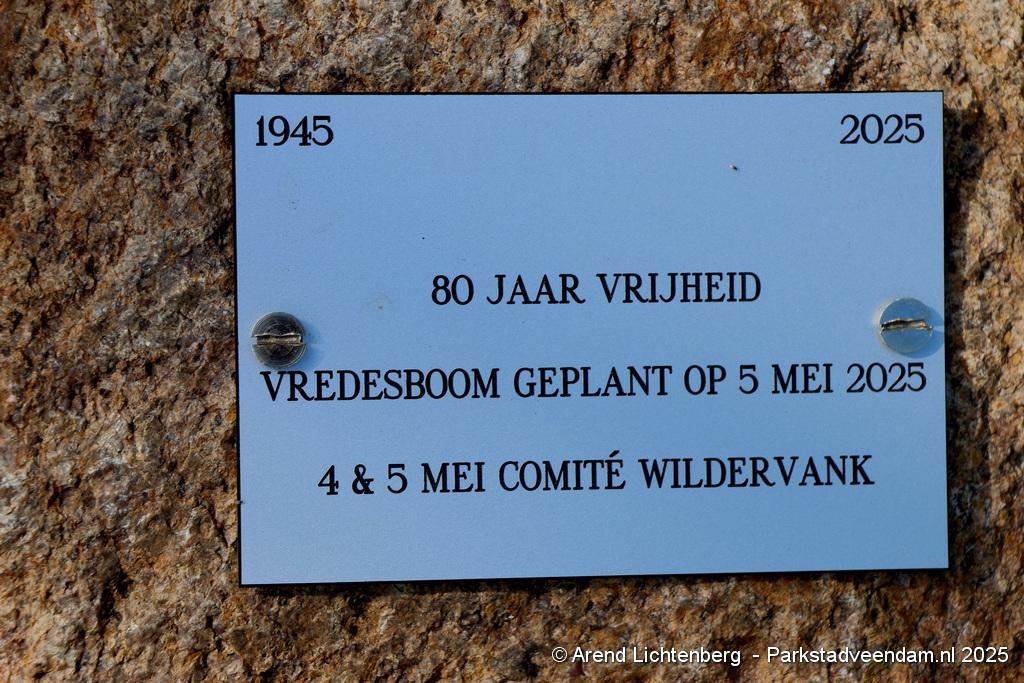 1945 2025
80 JAAR VRIJHEID
VREDESBOOM GEPLANT OP 5 MEI 2025
4 & 5 MEI COMITÉ WILDERVANK
© Arend Lichtenberg - Parkstadveendam.nl 2025